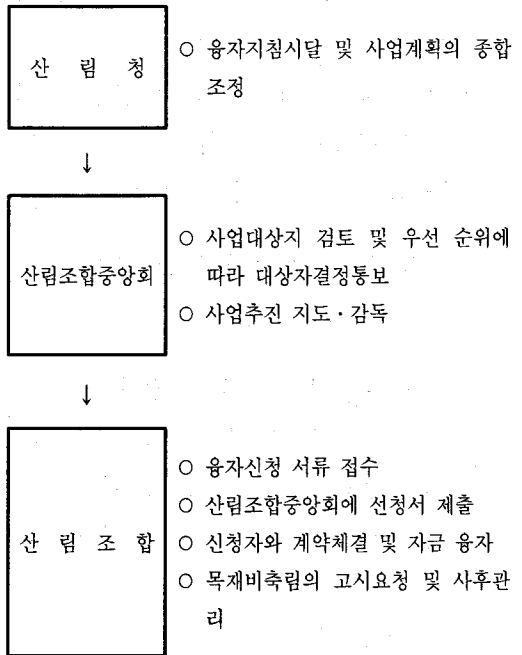 산 림 청
○ 융자지침시달 및 사업계획의 종합
조정
↓
산림조합중앙회
○ 사업대상지 검토 및 우선 순위에
따라 대상자결정통보
○ 사업추진 지도·감독
↓
산 림 조 합
○ 융자신청 서류 접수
○ 산림조합중앙회에 선청서 제출
○ 신청자와 계약체결 및 자금 융자
○ 목재비축림의 고시요청 및 사후관
리